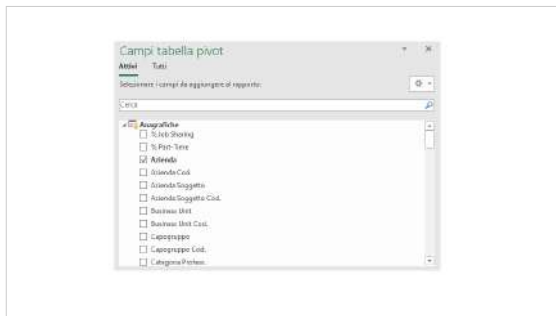 Campi tabella pivot
Attivi Tutti
Selezionare i campi da aggiungere al rapporto:
Cerca
Anagrafiche
% Job Sharing
% Part-Time
Azienda
Azienda Cod.
Azienda Soggetto
Azienda Soggetto Cod.
Business Unit
Business Unit Cod.
Capogruppo
Capogruppo Cod.
Categoria Profess.